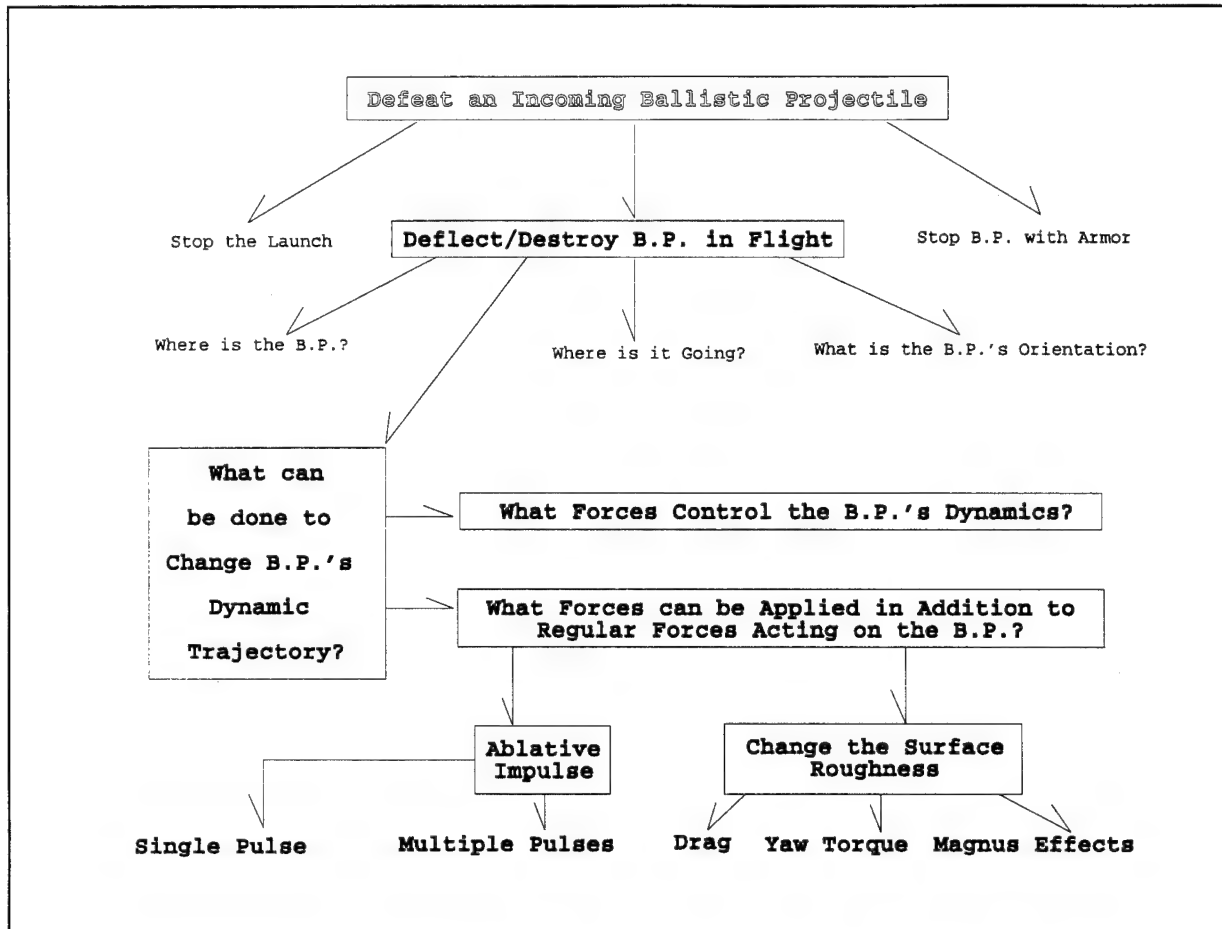 Defeat an Incoming Ballistic Projectile
Stop the Launch
Deflect/Destroy B.P. in Flight
Stop B.P. with Armor
Where is the B.P.?
Where is it Going?
What is the B.P.'s Orientation?
What can
be done to
Change B.P.'s
Dynamic
Trajectory?
What Forces Control the B.P.'s Dynamics?
What Forces can be Applied in Addition to
Regular Forces Acting on the B.P.?
Ablative
Impulse
Change the Surface
Roughness
Single Pulse
Multiple Pulses
Drag
Yaw Torque
Magnus Effects